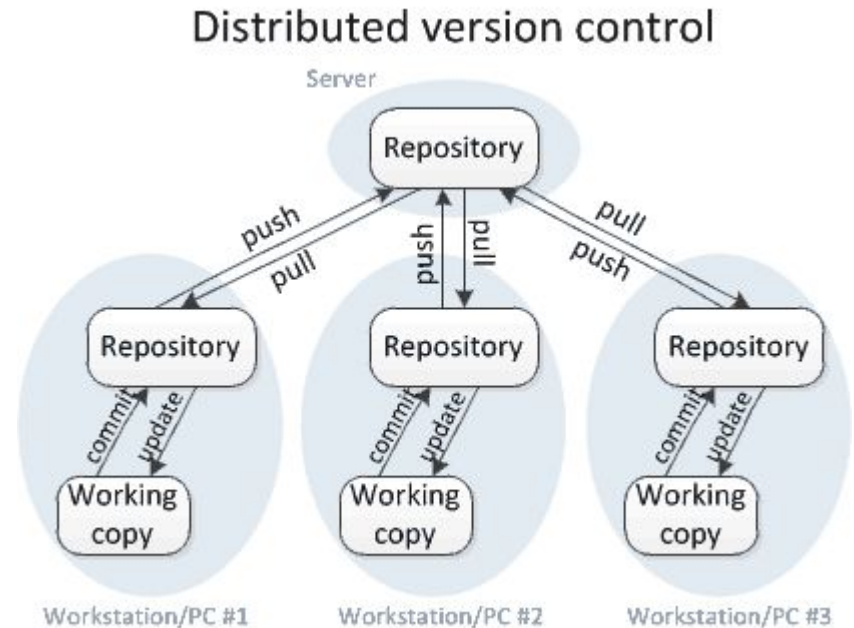 Distributed version control
Server
Repository
push
pull
push
pull
pull
push
Repository
Repository
Repository
commit
update
commit
update
commit
update
Working
copy
Working
copy
Working
copy
Workstation/PC #1
Workstation/PC #2
Workstation/PC #3